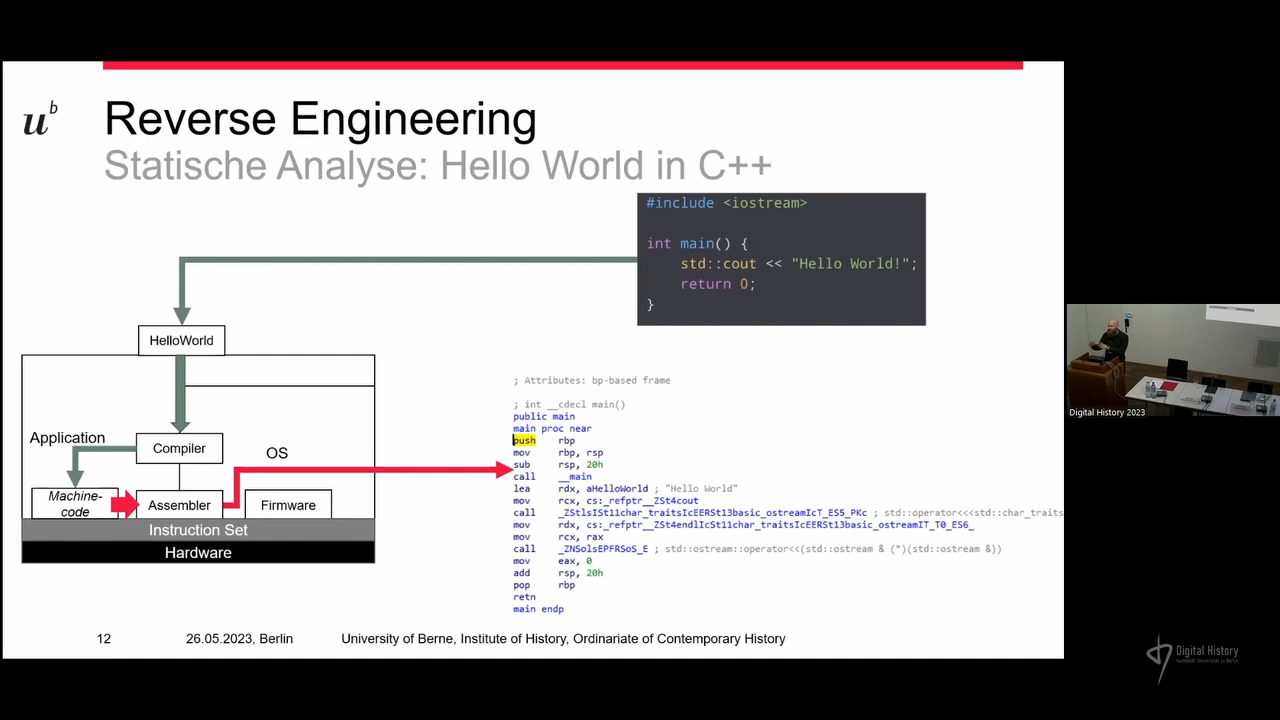 u^b
Reverse Engineering
Statische Analyse: Hello World in C++
#include <iostream>
int main() {
std::cout << "Hello World!";
return 0;
}
HelloWorld
Application
Compiler
OS
Machine-
code
Assembler
Firmware
Instruction Set
Hardware
; Attributes: bp-based frame
; int __cdecl main()
public main
main proc near
push rbp
mov rbp, rsp
sub rsp, 20h
call __main
lea rdx, aHelloWorld ; "Hello World"
mov rcx, cs:_refptr__ZSt4cout
call _ZStlsISt11char_traitsIcEERSt13basic_ostreamIcT_ES5_PKc ; std::operator<<<std::char_traits
mov rdx, cs:_refptr__ZSt4endlIcSt11char_traitsIcEERSt13basic_ostreamIT_T0_ES6_
mov rcx, rax
call _ZNSolsEPFRSoS_E ; std::ostream::operator<<(std::ostream & (*)(std::ostream &))
mov eax, 0
add rsp, 20h
pop rbp
retn
main endp
12 26.05.2023, Berlin University of Berne, Institute of History, Ordinariate of Contemporary History
Digital History 2023
Digital History
Humboldt-Universität zu Berlin